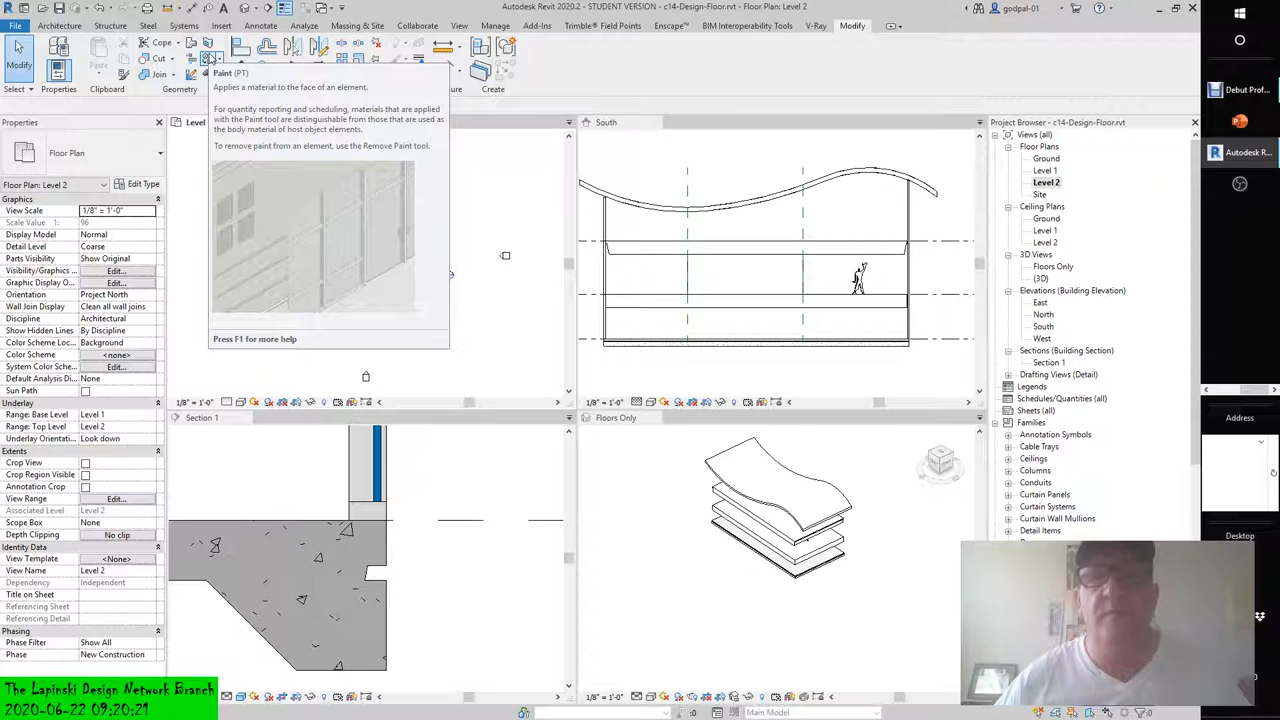 Autodesk Revit 2020.2 - STUDENT VERSION - c14-Design-Floor.rvt - Floor Plan: Level 2
godpal-01
File Architecture Structure Steel Systems Insert Annotate Analyze Massing & Site Collaborate View Manage Add-Ins Trimble® Field Points Enscape™ BIM Interoperability Tools V-Ray Modify
Modify
Paste
Cope
Cut
Join
Select Properties Clipboard Geometry Create
Paint (PT)
Applies a material to the face of an element.
For quantity reporting and scheduling, materials that are applied
with the Paint tool are distinguishable from those that are used as
the body material of host object elements.
To remove paint from an element, use the Remove Paint tool.
Press F1 for more help
Properties
Floor Plan
Floor Plan: Level 2 Edit Type
Graphics
View Scale 1/8" = 1'-0"
Scale Value 1: 96
Display Model Normal
Detail Level Coarse
Parts Visibility Show Original
Visibility/Graphics ... Edit...
Graphic Display O... Edit...
Orientation Project North
Wall Join Display Clean all wall joins
Discipline Architectural
Show Hidden Lines By Discipline
Color Scheme Loc... Background
Color Scheme <none>
System Color Sche... Edit...
Default Analysis Di... None
Sun Path
Underlay
Range: Base Level Level 1
Range: Top Level Level 2
Underlay Orientati... Look down
Extents
Crop View
Crop Region Visible
Annotation Crop
View Range Edit...
Associated Level Level 2
Scope Box None
Depth Clipping No clip
Identity Data
View Template <None>
View Name Level 2
Dependency Independent
Title on Sheet
Referencing Sheet
Referencing Detail
Phasing
Phase Filter Show All
Phase New Construction
Level
1/8" = 1'-0"
South
1/8" = 1'-0"
Section 1
Floors Only
1/8" = 1'-0"
Main Model
:0
:0
Project Browser - c14-Design-Floor.rvt
Views (all)
Floor Plans
Ground
Level 1
Level 2
Site
Ceiling Plans
Ground
Level 1
Level 2
3D Views
Floors Only
{3D}
Elevations (Building Elevation)
East
North
South
West
Sections (Building Section)
Section 1
Drafting Views (Detail)
Legends
Schedules/Quantities (all)
Sheets (all)
Families
Annotation Symbols
Cable Trays
Ceilings
Columns
Conduits
Curtain Panels
Curtain Systems
Curtain Wall Mullions
Detail Items
Debut Prof...
Autodesk R...
Address
Desktop
The Lapinski Design Network Branch
2020-06-22 09:20:21